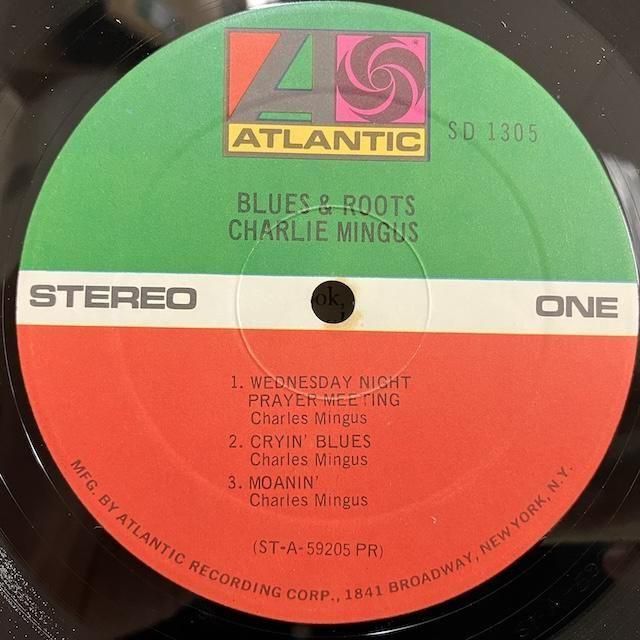 ATLANTIC
SD 1305
BLUES & ROOTS
CHARLIE MINGUS
STEREO
ok,
ONE
1. WEDNESDAY NIGHT
PRAYER MEETING
Charles Mingus
2. CRYIN' BLUES
Charles Mingus
3. MOANIN'
Charles Mingus
(ST-A-59205 PR)
MFG. BY ATLANTIC RECORDING CORP., 1841 BROADWAY, NEW YORK, N.Y.